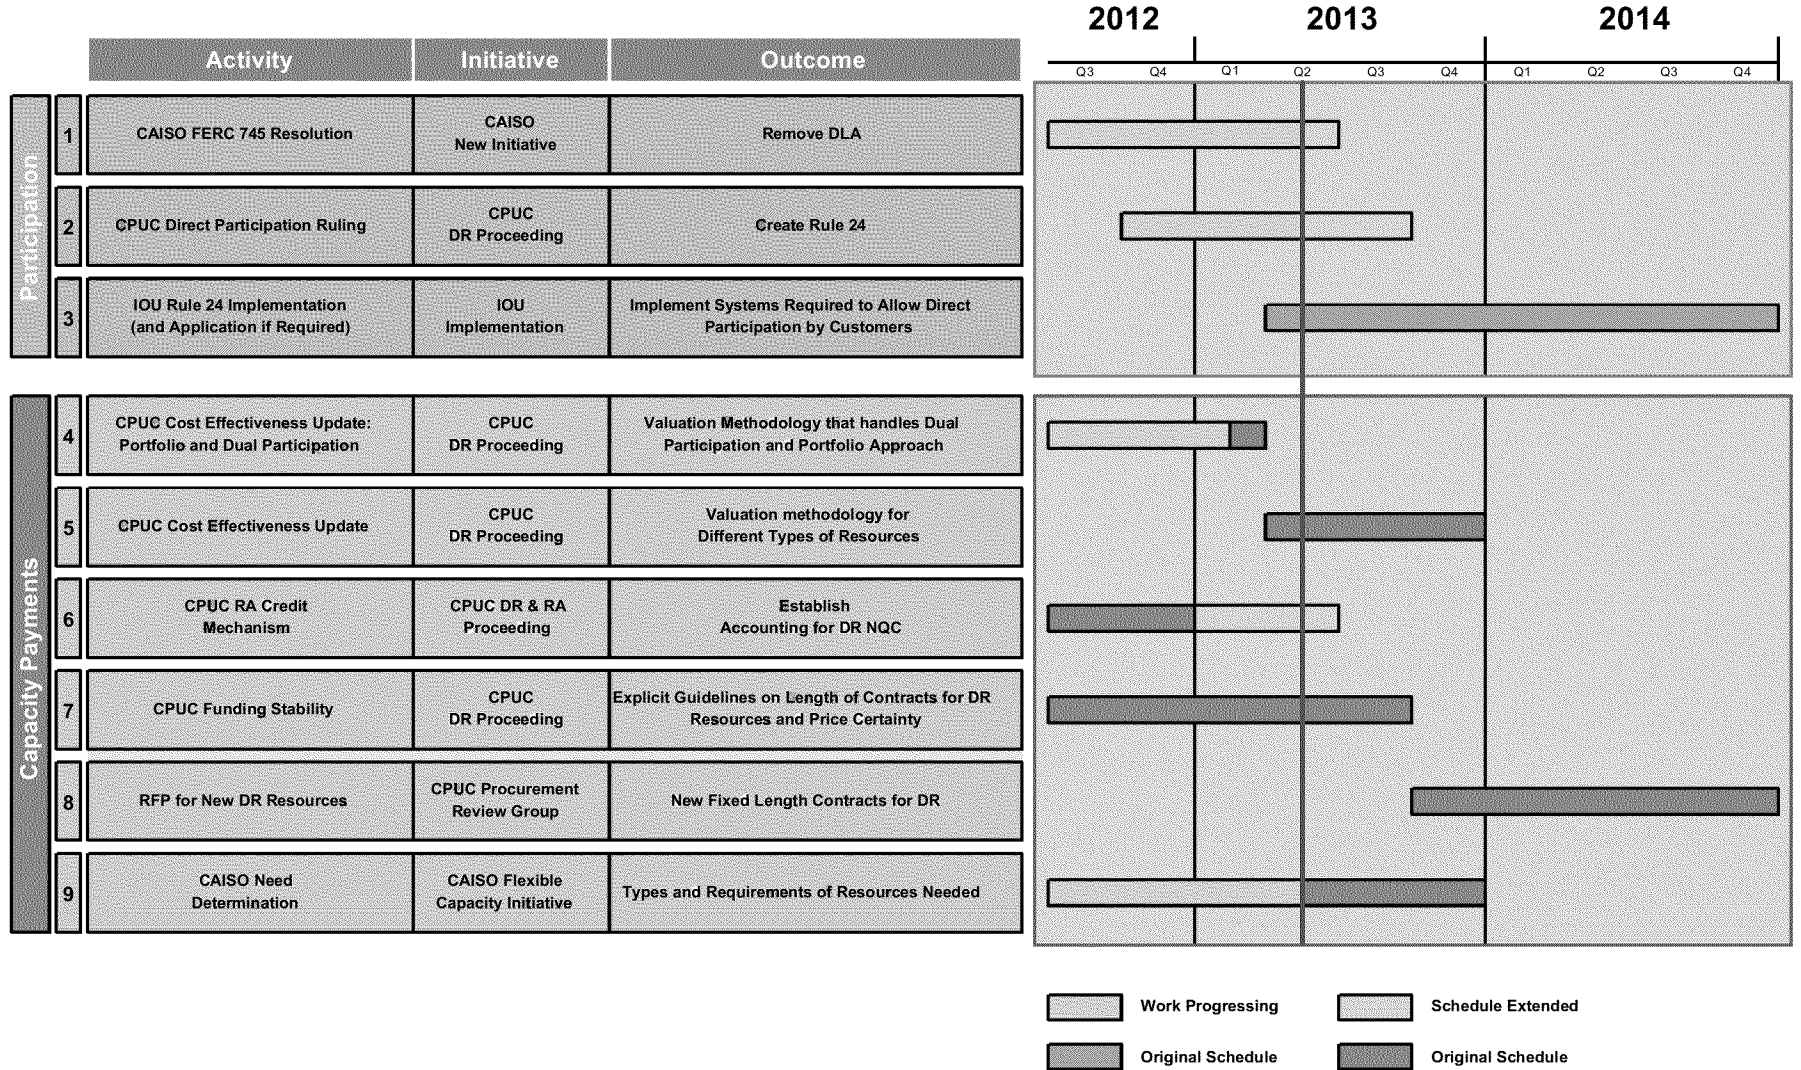 2012 2013 2014
Activity Initiative Outcome
Q3 Q4 Q1 Q2 Q3 Q4 Q1 Q2 Q3 Q4
Participation
1
CAISO FERC 745 Resolution
CAISO
New Initiative
Remove DLA
2
CPUC Direct Participation Ruling
CPUC
DR Proceeding
Create Rule 24
3
IOU Rule 24 Implementation
(and Application if Required)
IOU
Implementation
Implement Systems Required to Allow Direct
Participation by Customers
Capacity Payments
4
CPUC Cost Effectiveness Update:
Portfolio and Dual Participation
CPUC
DR Proceeding
Valuation Methodology that handles Dual
Participation and Portfolio Approach
5
CPUC Cost Effectiveness Update
CPUC
DR Proceeding
Valuation methodology for
Different Types of Resources
6
CPUC RA Credit
Mechanism
CPUC DR & RA
Proceeding
Establish
Accounting for DR NQC
7
CPUC Funding Stability
CPUC
DR Proceeding
Explicit Guidelines on Length of Contracts for DR
Resources and Price Certainty
8
RFP for New DR Resources
CPUC Procurement
Review Group
New Fixed Length Contracts for DR
9
CAISO Need
Determination
CAISO Flexible
Capacity Initiative
Types and Requirements of Resources Needed
Work Progressing
Schedule Extended
Original Schedule
Original Schedule